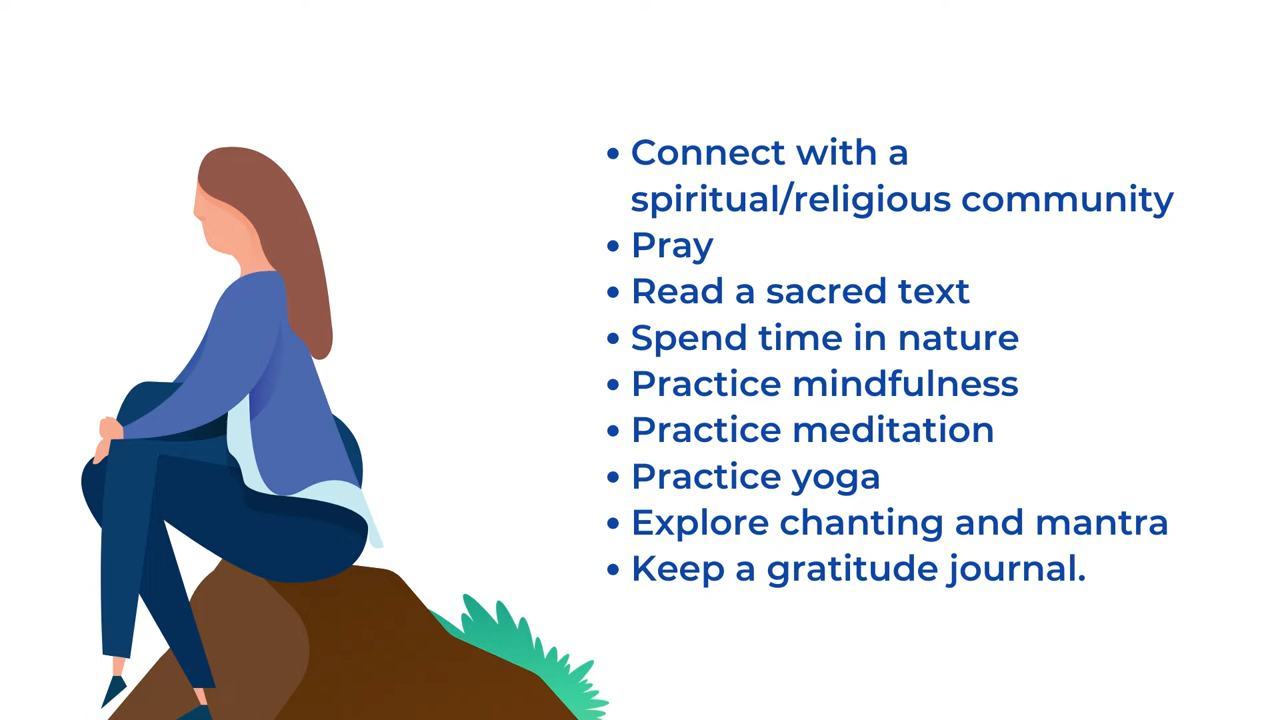 • Connect with a
spiritual/religious community
• Pray
• Read a sacred text
• Spend time in nature
• Practice mindfulness
• Practice meditation
• Practice yoga
• Explore chanting and mantra
• Keep a gratitude journal.